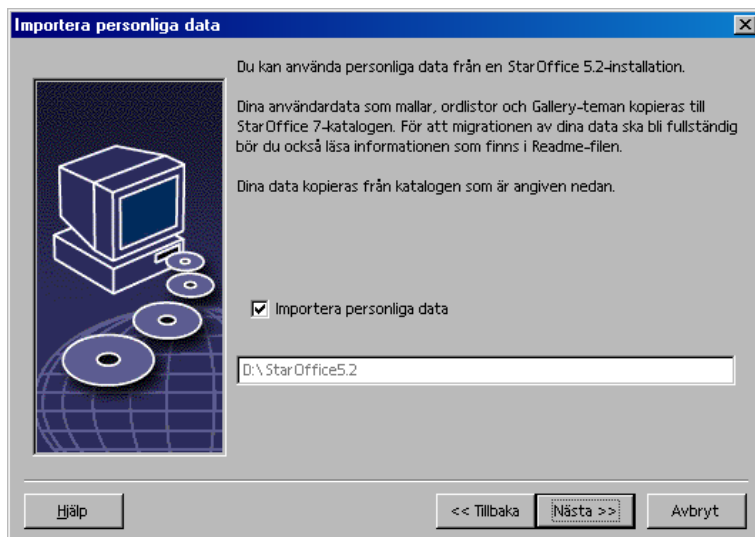 Importera personliga data
Du kan använda personliga data från en StarOffice 5.2-installation.
Dina användardata som mallar, ordlistor och Gallery-teman kopieras till
StarOffice 7-katalogen. För att migrationen av dina data ska bli fullständig
bör du också läsa informationen som finns i Readme-filen.
Dina data kopieras från katalogen som är angiven nedan.
Importera personliga data
D:\StarOffice5.2
Hjälp
<< Tillbaka
Nästa >>
Avbryt